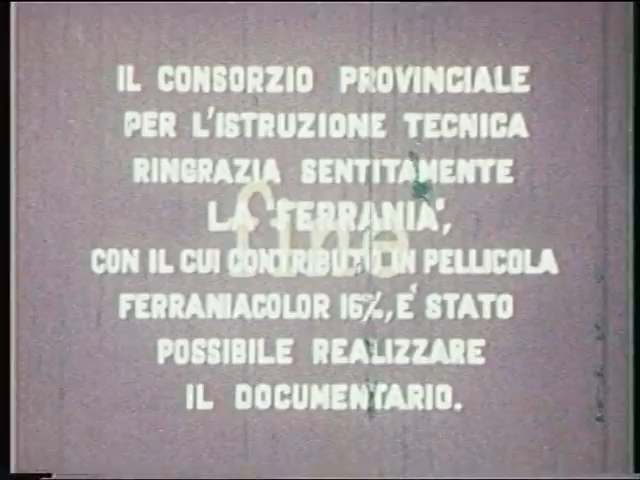 IL CONSORZIO PROVINCIALE
PER L'ISTRUZIONE TECNICA
RINGRAZIA SENTITAMENTE
LA "FERRANIA",
fine
CON IL CUI CONTRIBUTO IN PELLICOLA
FERRANIACOLOR 16%, E' STATO
POSSIBILE REALIZZARE
IL DOCUMENTARIO.